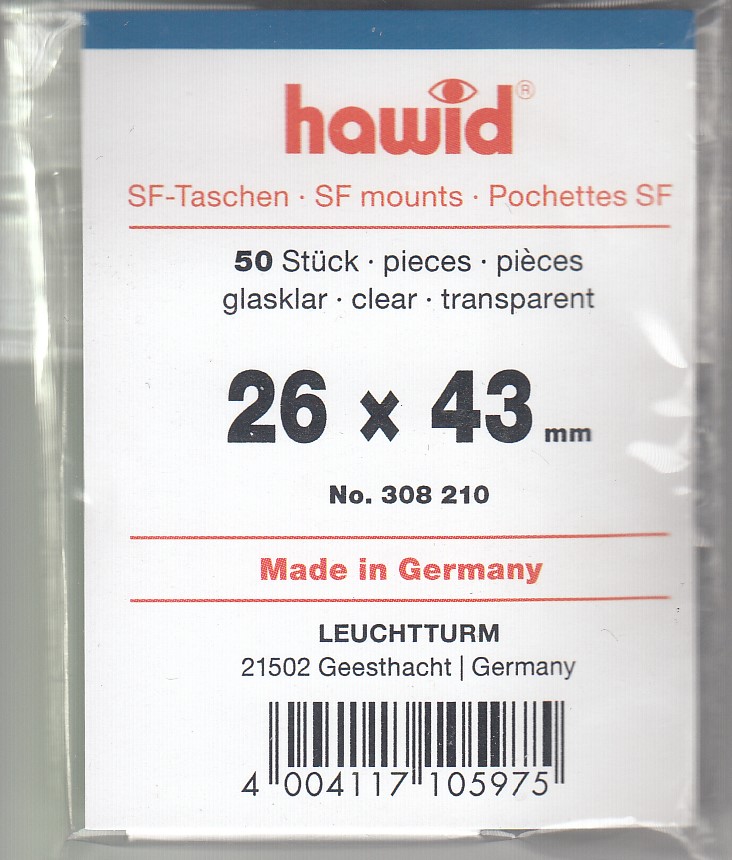 hawid®
SF-Taschen · SF mounts · Pochettes SF
50 Stück · pieces · pièces
glasklar · clear · transparent
26 x 43 mm
No. 308 210
Made in Germany
LEUCHTTURM
21502 Geesthacht | Germany
4 004117 105975